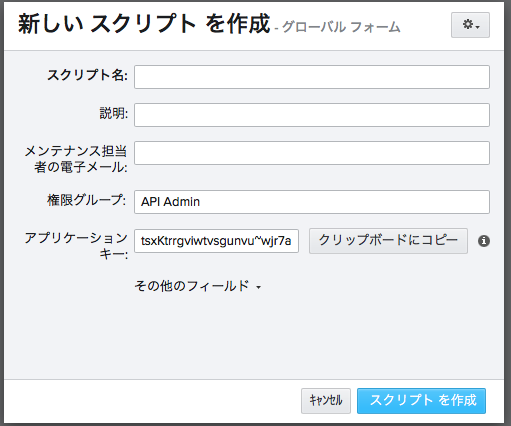 新しい スクリプト を作成 - グローバル フォーム
スクリプト名:
説明:
メンテナンス担当
者の電子メール:
権限グループ: API Admin
アプリケーション
キー: tsxKtrrgviwtvsgunvu~wjr7a クリップボードにコピー
その他のフィールド
キャンセル スクリプト を作成